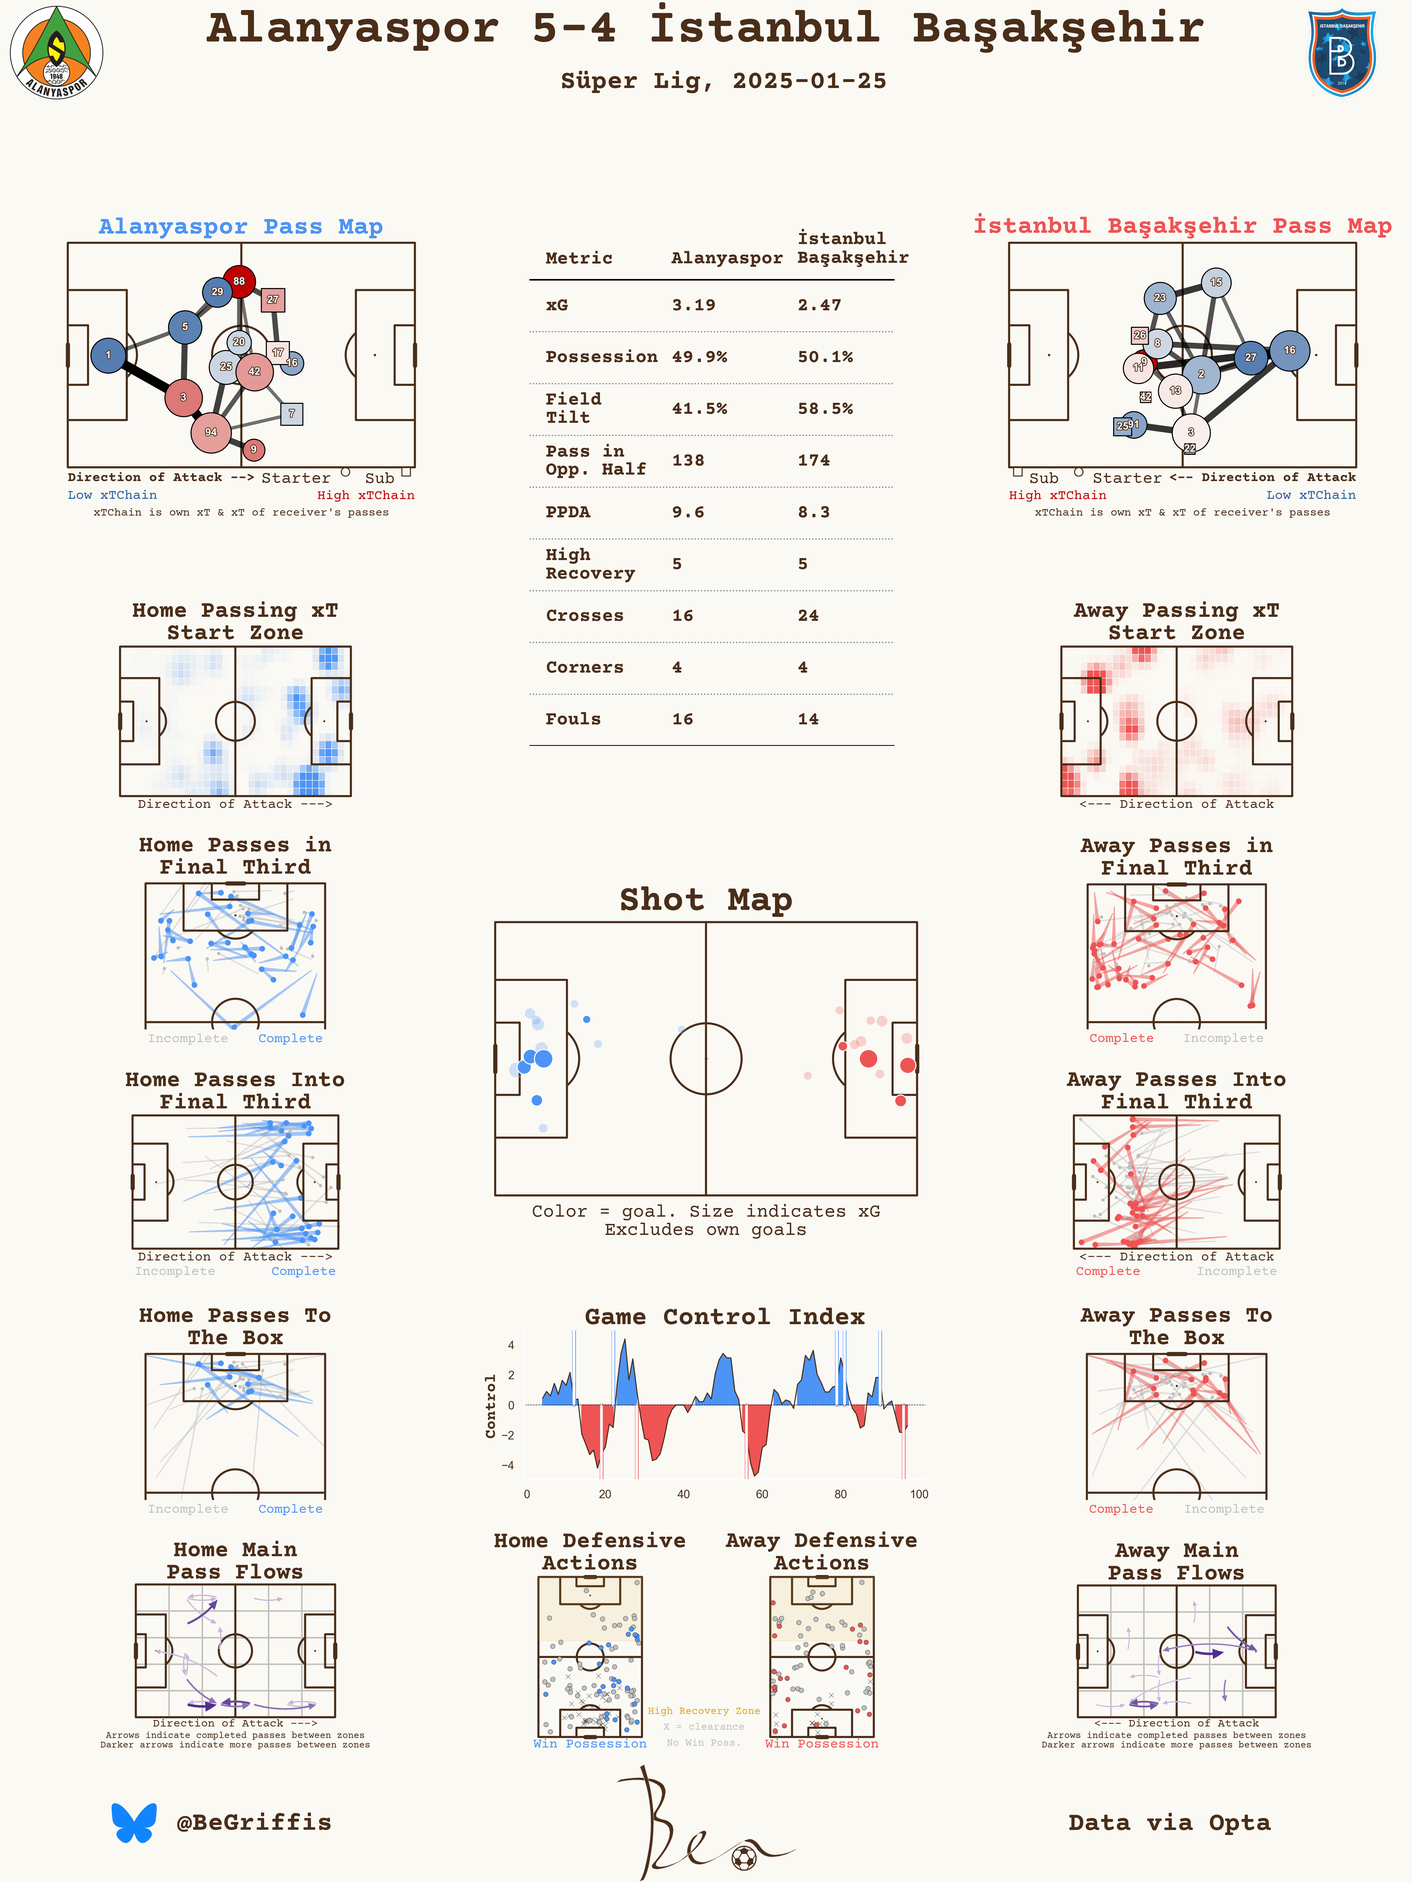 Alanyaspor 5-4 İstanbul Başakşehir
Süper Lig, 2025-01-25
1948
ALANYASPOR
İSTANBUL BAŞAKŞEHİR
B
2014
Alanyaspor Pass Map
88
29
27
5
20
1
17
16
25
42
3
7
94
9
Direction of Attack --> Starter Sub
Low xTChain High xTChain
xTChain is own xT & xT of receiver's passes
Metric Alanyaspor İstanbul Başakşehir
xG 3.19 2.47
Possession 49.9% 50.1%
Field Tilt 41.5% 58.5%
Pass in Opp. Half 138 174
PPDA 9.6 8.3
High Recovery 5 5
Crosses 16 24
Corners 4 4
Fouls 16 14
İstanbul Başakşehir Pass Map
15
23
26
8
16
27
9
11
2
13
42
25
91
3
22
Sub Starter <-- Direction of Attack
High xTChain Low xTChain
xTChain is own xT & xT of receiver's passes
Home Passing xT
Start Zone
Direction of Attack --->
Away Passing xT
Start Zone
<--- Direction of Attack
Home Passes in
Final Third
Incomplete Complete
Away Passes in
Final Third
Complete Incomplete
Shot Map
Color = goal. Size indicates xG
Excludes own goals
Home Passes Into
Final Third
Direction of Attack --->
Incomplete Complete
Away Passes Into
Final Third
<--- Direction of Attack
Complete Incomplete
Home Passes To
The Box
Incomplete Complete
Game Control Index
Control
4
2
0
−2
−4
0 20 40 60 80 100
Away Passes To
The Box
Complete Incomplete
Home Main
Pass Flows
Direction of Attack --->
Arrows indicate completed passes between zones
Darker arrows indicate more passes between zones
Home Defensive
Actions
Win Possession
Away Defensive
Actions
Win Possession
High Recovery Zone
X = clearance
No Win Poss.
Away Main
Pass Flows
<--- Direction of Attack
Arrows indicate completed passes between zones
Darker arrows indicate more passes between zones
@BeGriffis
Ben
Data via Opta